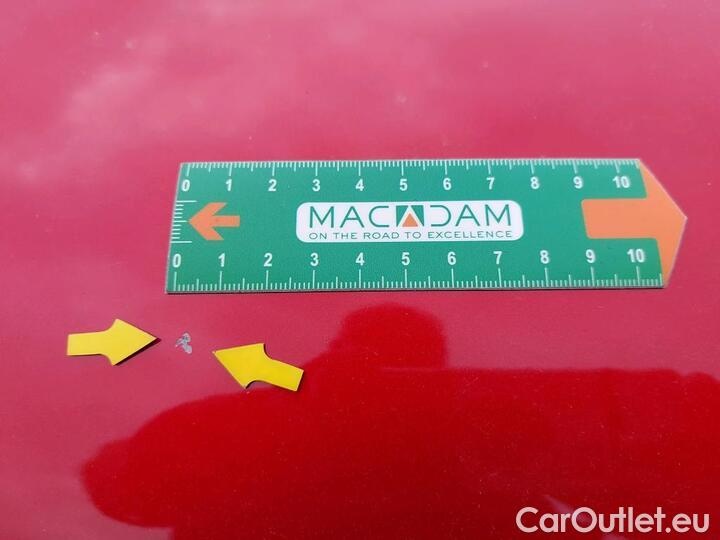 0 1 2 3 4 5 6 7 8 9 10
MACADAM
ON THE ROAD TO EXCELLENCE
0 1 2 3 4 5 6 7 8 9 10
CarOutlet.eu